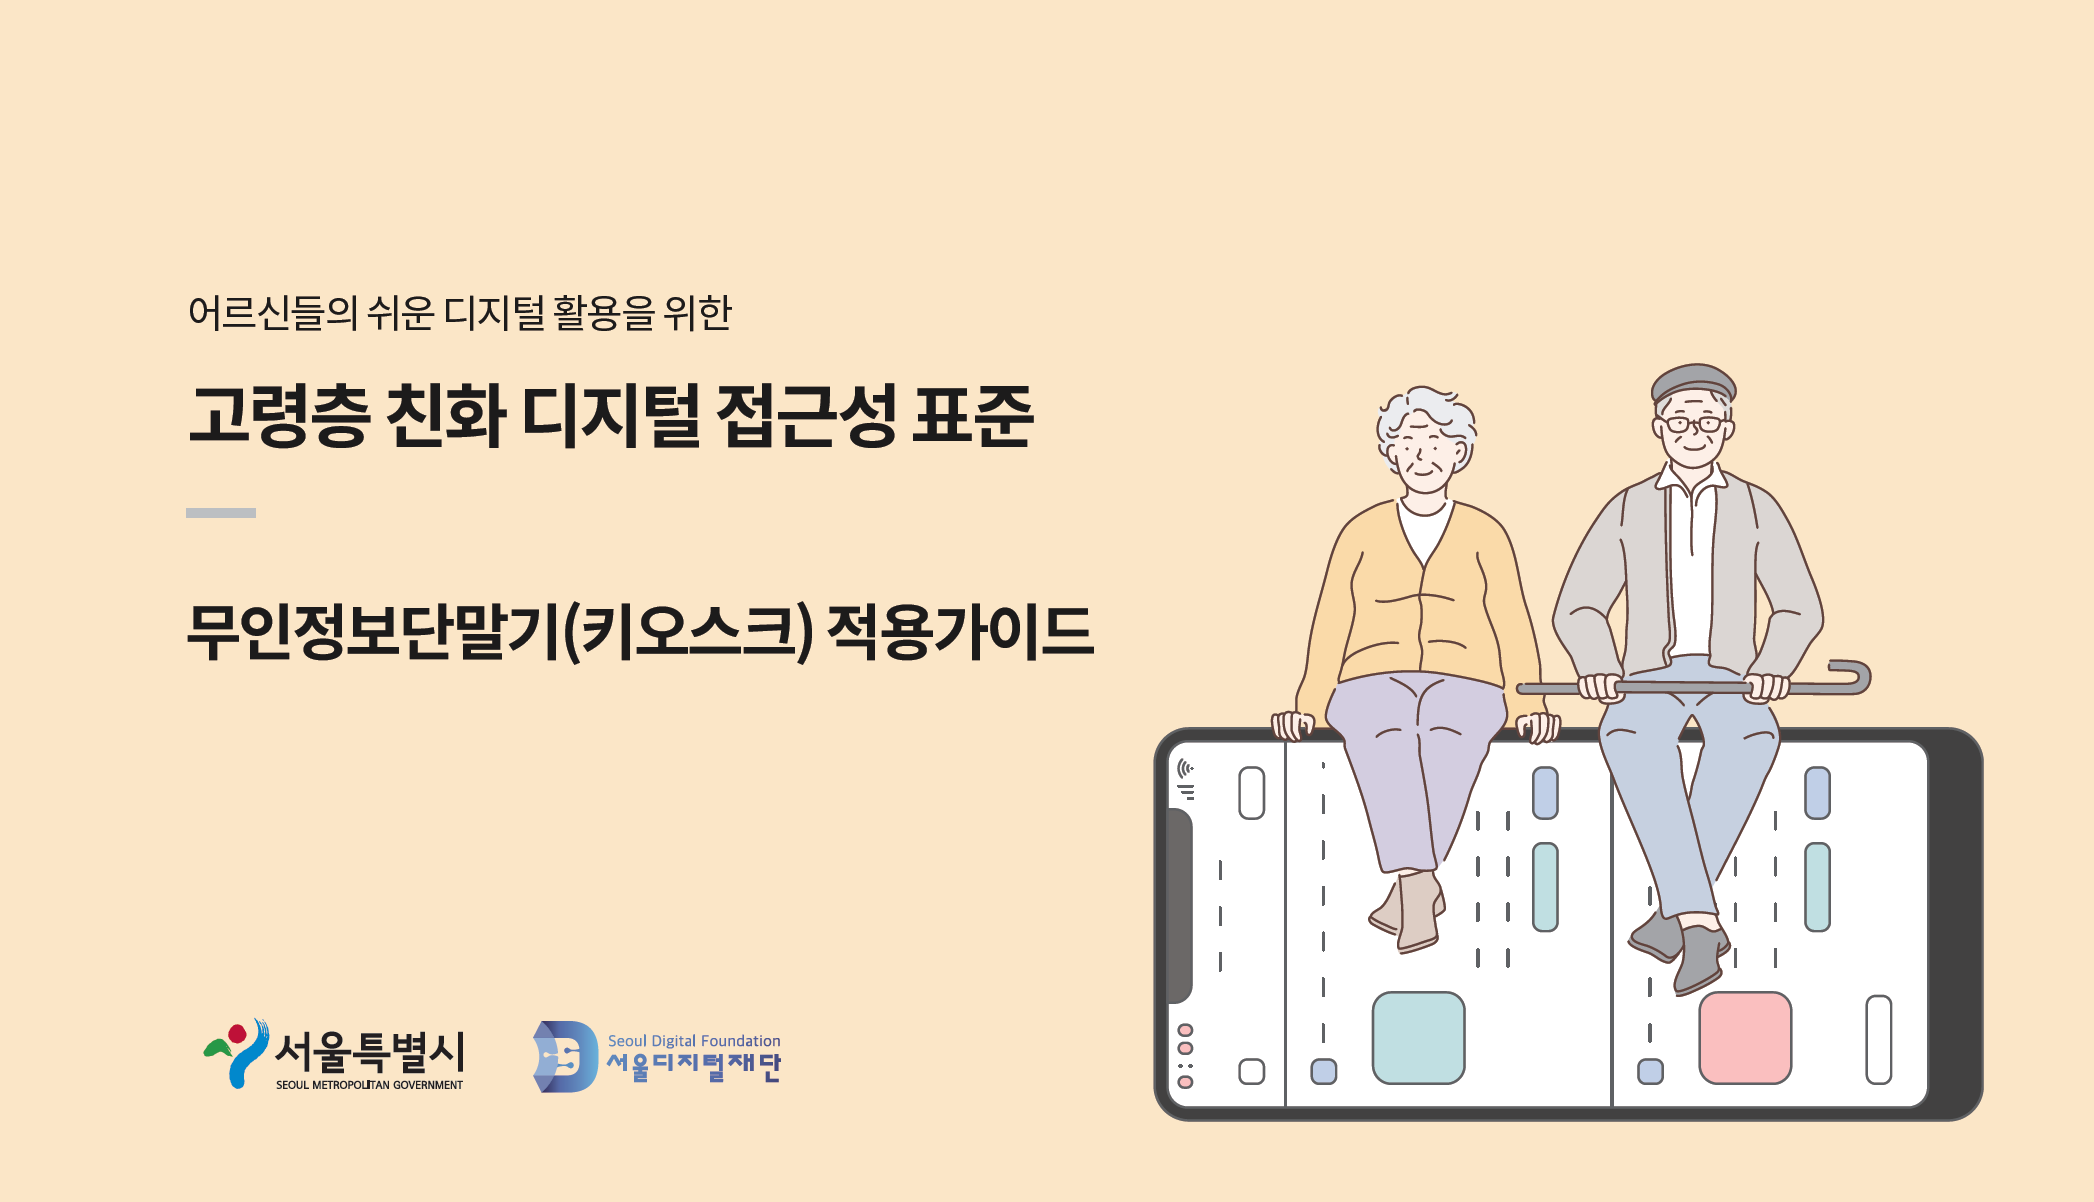 어르신들의 쉬운 디지털 활용을 위한
고령층 친화 디지털 접근성 표준
무인정보단말기(키오스크) 적용가이드
서울특별시
SEOUL METROPOLITAN GOVERNMENT
Seoul Digital Foundation
서울디지털재단